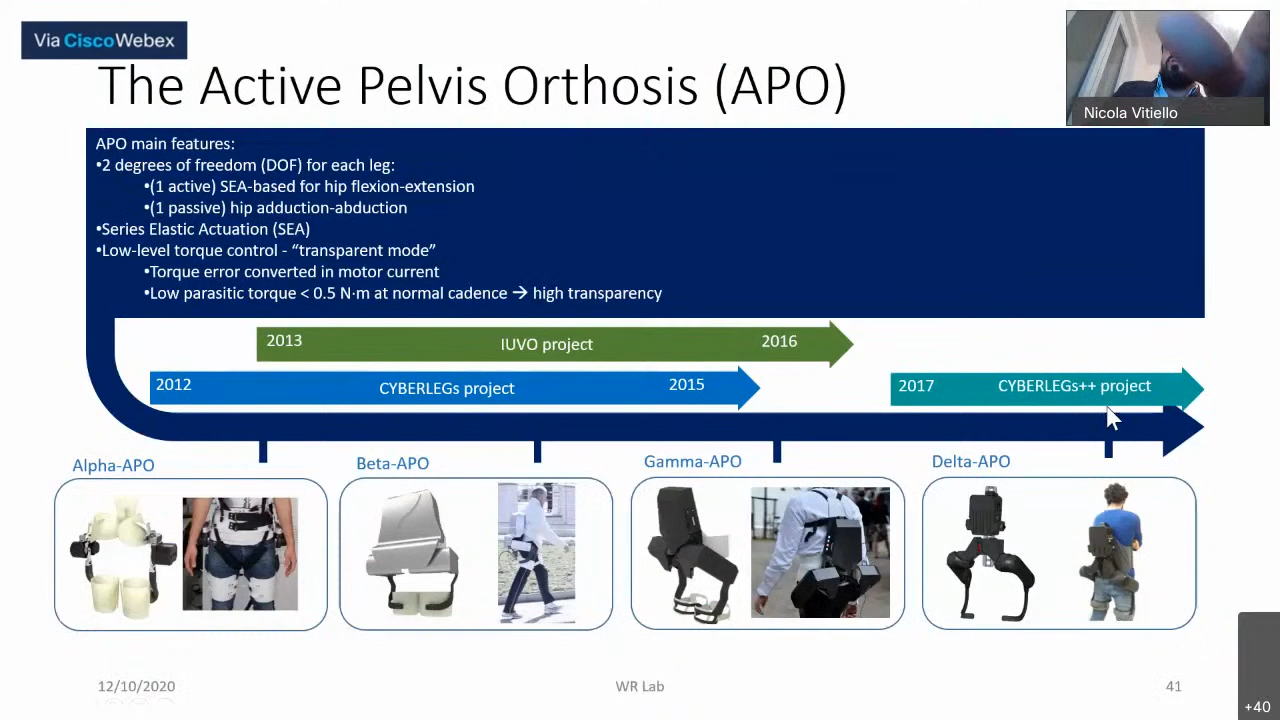 Via CiscoWebex
The Active Pelvis Orthosis (APO)
Nicola Vitiello
APO main features:
•2 degrees of freedom (DOF) for each leg:
•(1 active) SEA-based for hip flexion-extension
•(1 passive) hip adduction-abduction
•Series Elastic Actuation (SEA)
•Low-level torque control - “transparent mode”
•Torque error converted in motor current
•Low parasitic torque < 0.5 N·m at normal cadence → high transparency
2013 IUVO project 2016
2012 CYBERLEGs project 2015
2017 CYBERLEGs++ project
Alpha-APO
Beta-APO
Gamma-APO
Delta-APO
12/10/2020
WR Lab
41
+40